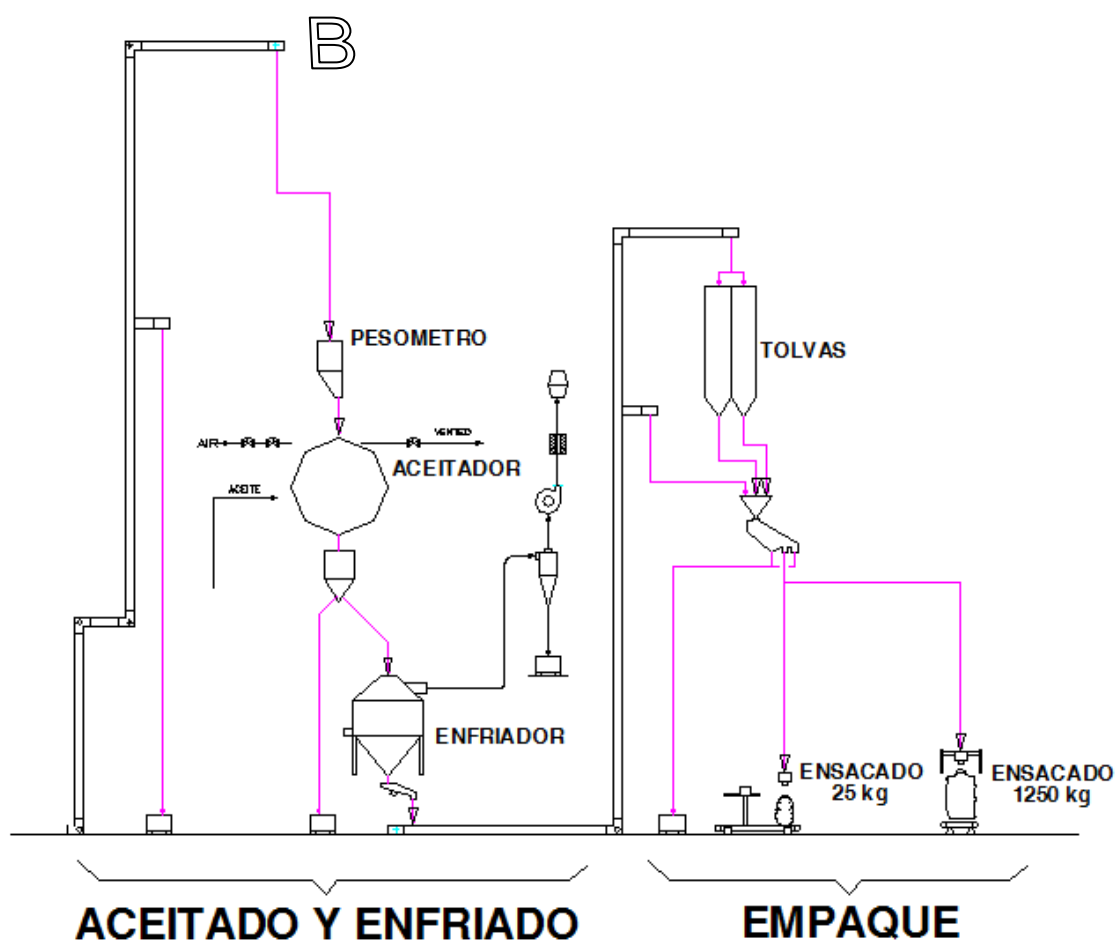 B
PESOMETRO
TOLVAS
AIR
VENTEO
ACEITADOR
ACEITE
ENFRIADOR
ENSACADO
25 kg
ENSACADO
1250 kg
ACEITADO Y ENFRIADO
EMPAQUE